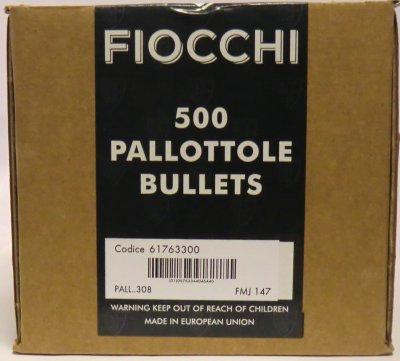 FIOCCHI
500
PALLOTTOLE
BULLETS
Codice 61763300
PALL..308 FMJ 147
WARNING KEEP OUT OF REACH OF CHILDREN
MADE IN EUROPEAN UNION